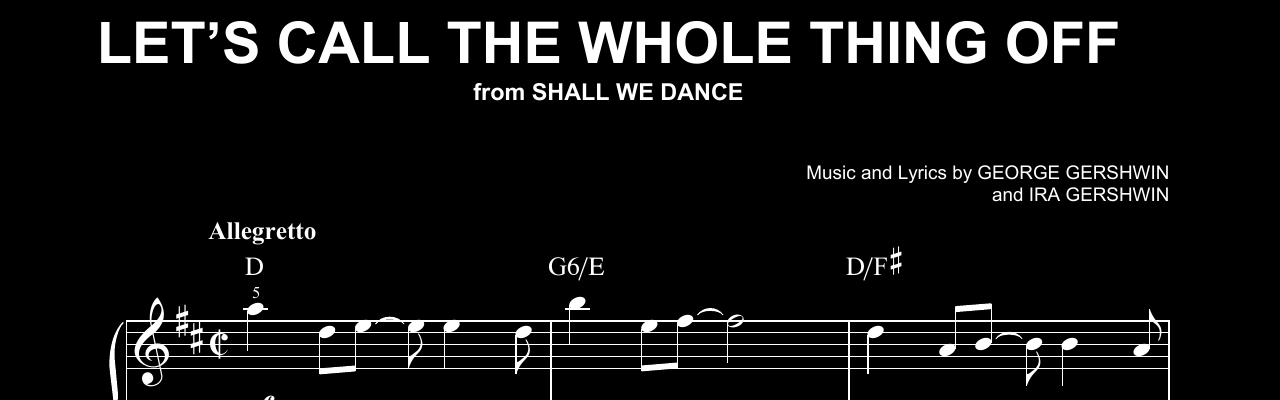 LET’S CALL THE WHOLE THING OFF
from SHALL WE DANCE
Music and Lyrics by GEORGE GERSHWIN
and IRA GERSHWIN
Allegretto
D G6/E D/F♯
5